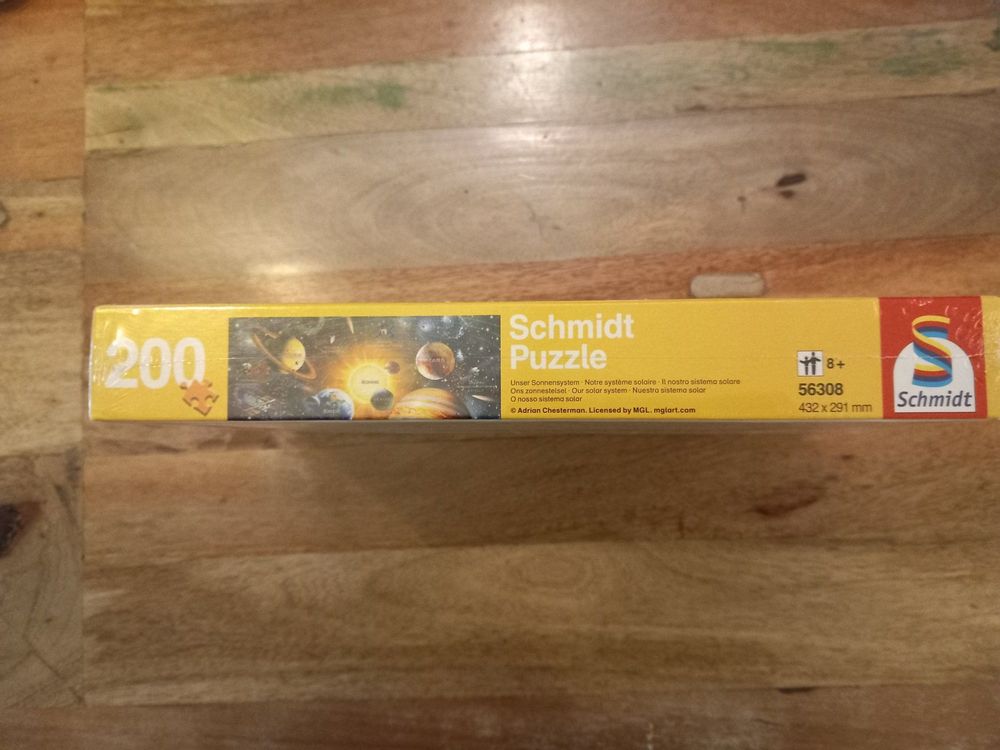 200
Schmidt
Puzzle
Unser Sonnensystem · Notre système solaire · Il nostro sistema solare
Ons zonnestelsel · Our solar system · Nuestro sistema solar
O nosso sistema solar
© Adrian Chesterman. Licensed by MGL. mglart.com
8+
56308
432 x 291 mm
Schmidt